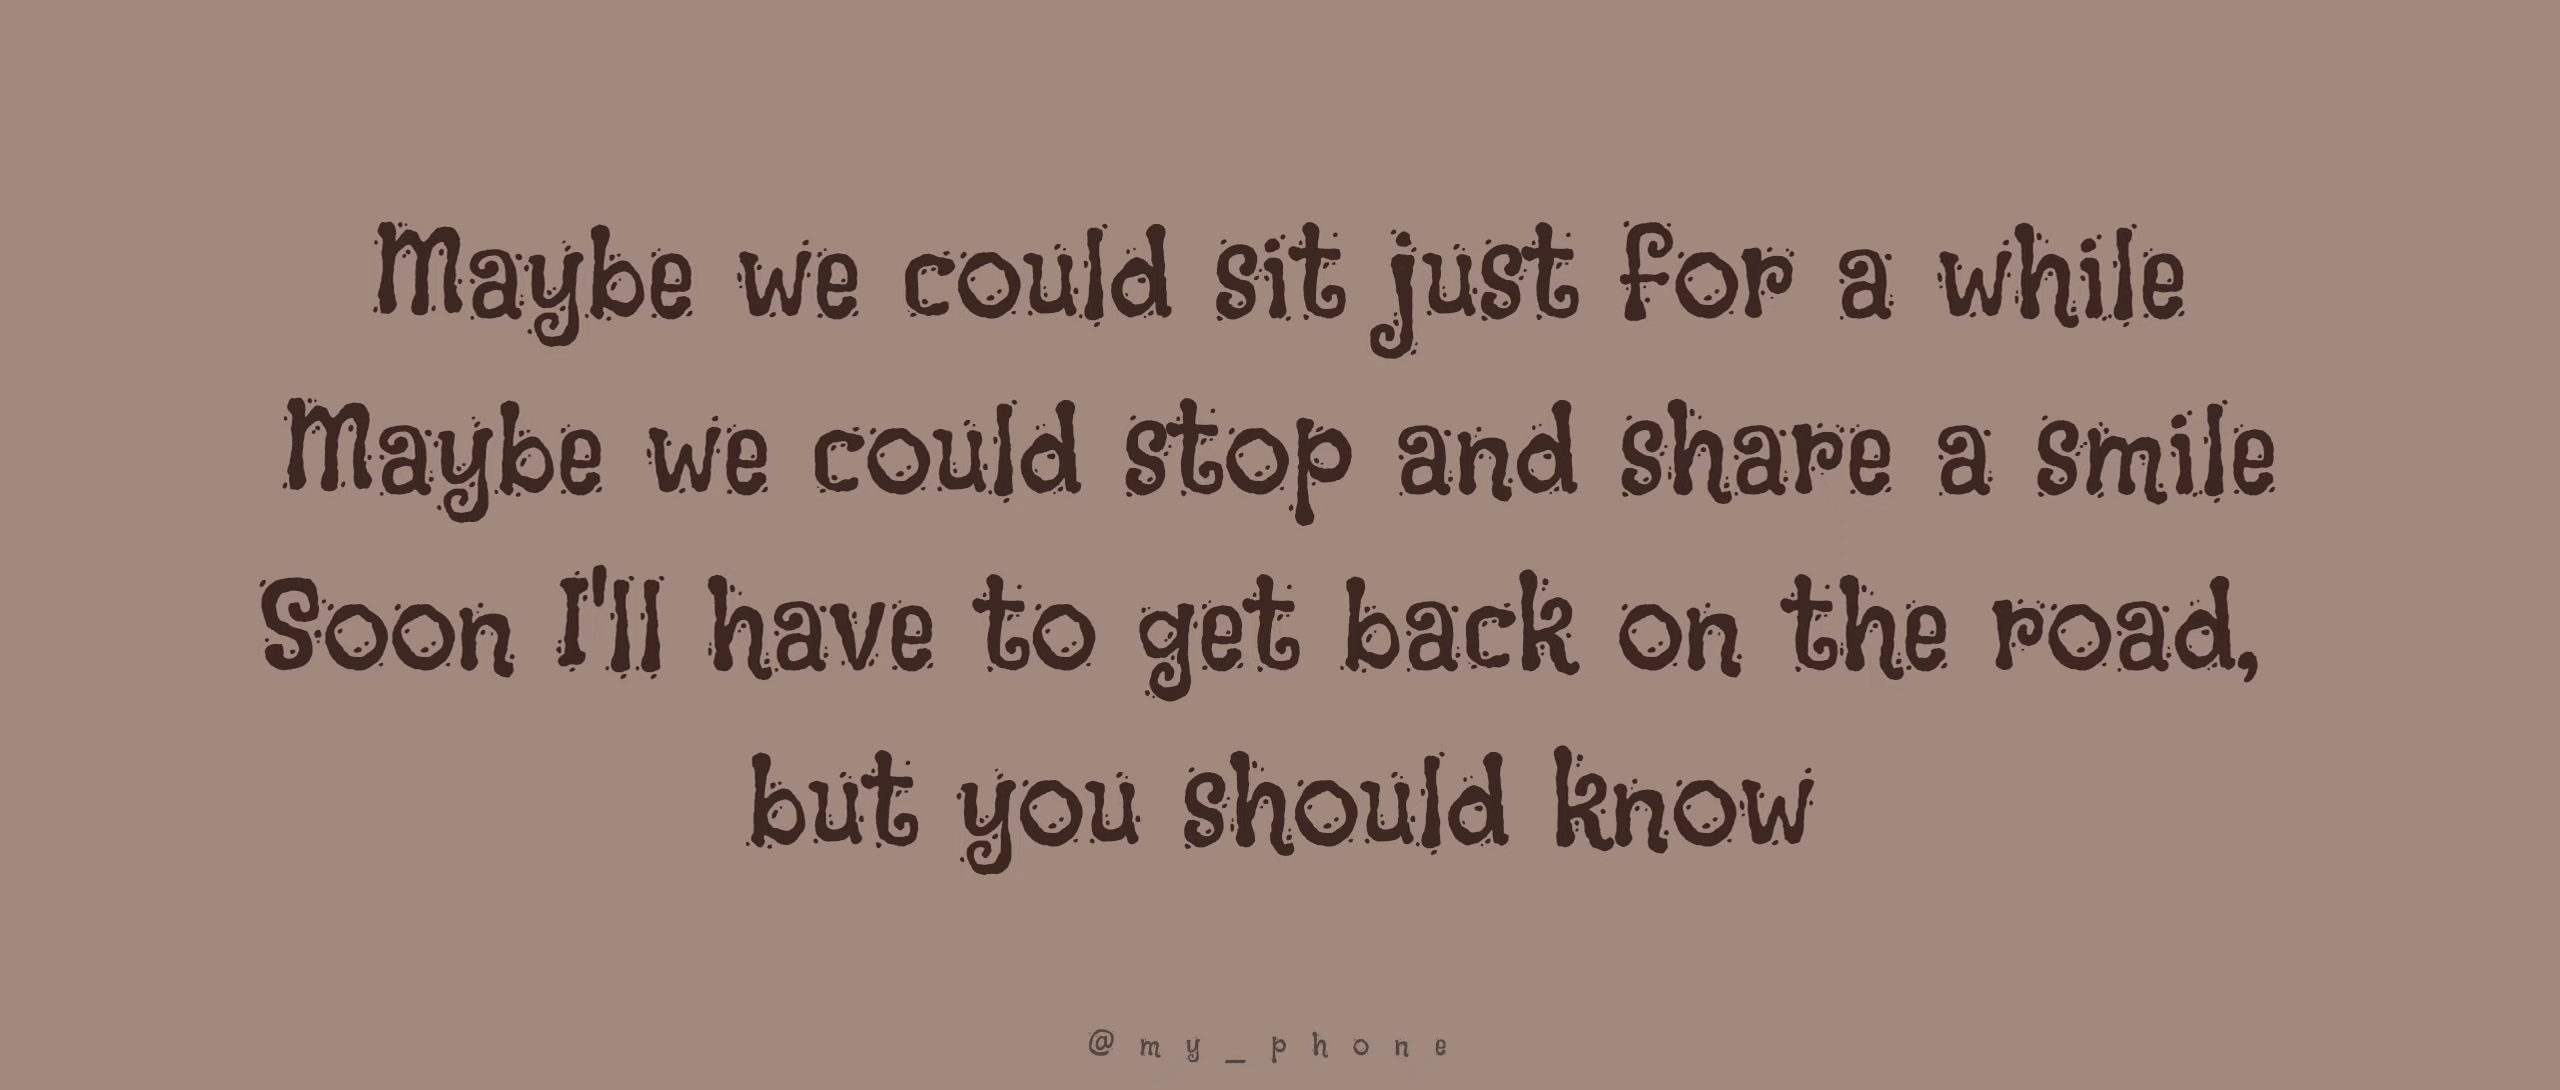 Maybe we could sit just for a while
Maybe we could stop and share a smile
Soon I'll have to get back on the road,
but you should know
@my_phone